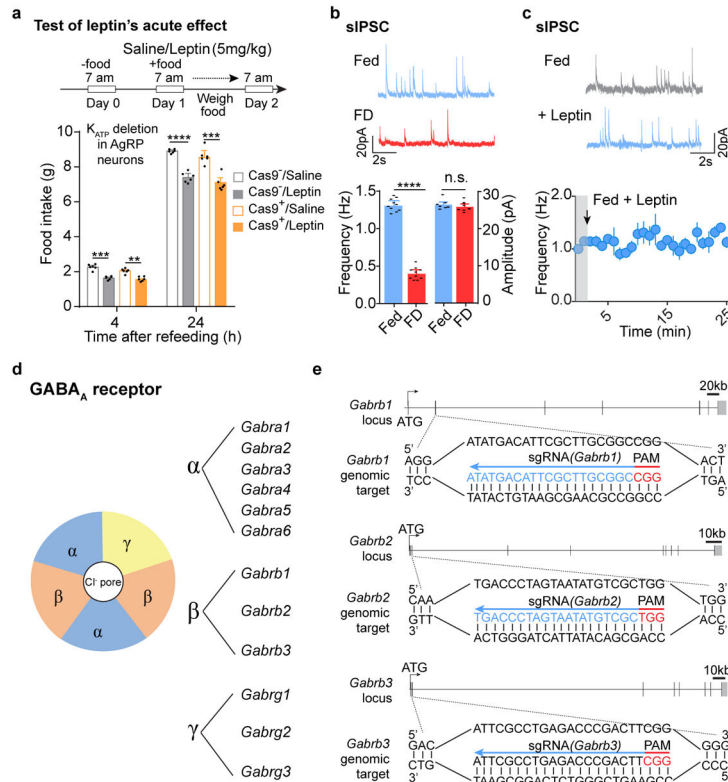 a Test of leptin's acute effect
Saline/Leptin (5mg/kg)
-food
7 am
Day 0
+food
7 am
Day 1
Weigh
food
7 am
Day 2
K_ATP deletion
in AgRP
neurons
Cas9⁻/Saline
Cas9⁻/Leptin
Cas9⁺/Saline
Cas9⁺/Leptin
Food intake (g)
10
8
6
4
2
0
*** ** **** ***
4 24
Time after refeeding (h)
b sIPSC
Fed
FD
20pA
2s
**** n.s.
Frequency (Hz)
1.5
1.0
0.5
0.0
Amplitude (pA)
30
20
10
0
Fed FD Fed FD
c sIPSC
Fed
+ Leptin
20pA
2s
Fed + Leptin
Frequency (Hz)
2
1
0
5 15 25
Time (min)
d GABA_A receptor
α γ β α β
Cl⁻ pore
α
Gabra1
Gabra2
Gabra3
Gabra4
Gabra5
Gabra6
β
Gabrb1
Gabrb2
Gabrb3
γ
Gabrg1
Gabrg2
Gabrg3
e
20kb
Gabrb1
locus
ATG
5' ATATGACATTCGCTTGCGGCCGG 3'
AGG sgRNA(Gabrb1) PAM ACT
Gabrb1
genomic
target
ATATGACATTCGCTTGCGGCCGG
TCC TGA
3' TATACTGTAAGCGAACGCCGGCC 5'
ATG
10kb
Gabrb2
locus
5' TGACCCTAGTAATATGTCGCTGG 3'
CAA sgRNA(Gabrb2) PAM TGG
Gabrb2
genomic
target
TGACCCTAGTAATATGTCGCTGG
GTT ACC
3' ACTGGGATCATTATACAGCGACC 5'
ATG
10kb
Gabrb3
locus
5' ATTCGCCTGAGACCCGACTTCGG 3'
GAC sgRNA(Gabrb3) PAM GGG
Gabrb3
genomic
target
ATTCGCCTGAGACCCGACTTCGG
CTG CCC
3' TAAGCGGACTCTGGGCTGAAGCC 5'